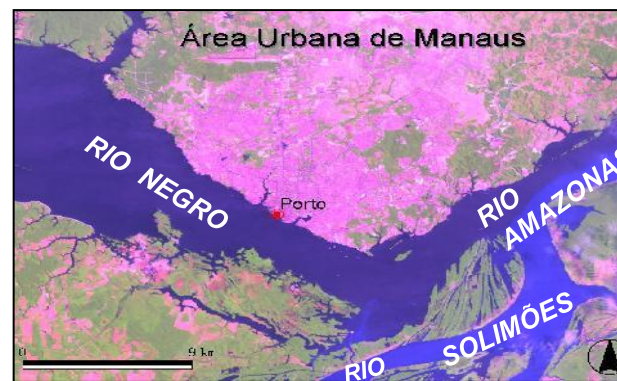 Área Urbana de Manaus
RIO NEGRO
Porto
RIO
AMAZONAS
RIO SOLIMÕES
0 9 km